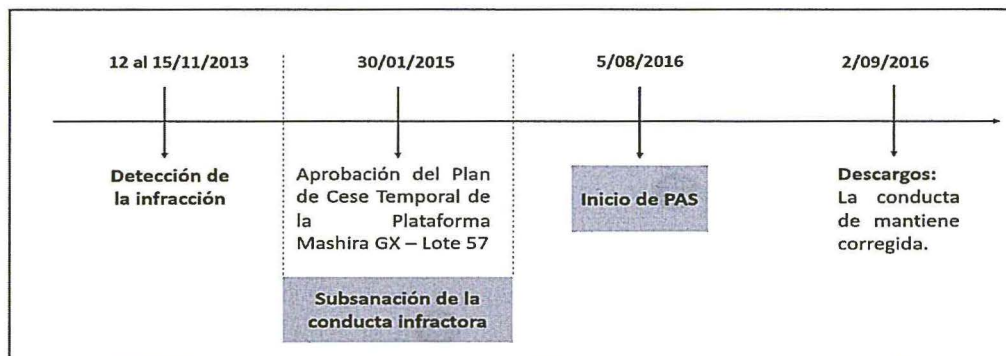 12 al 15/11/2013
30/01/2015
5/08/2016
2/09/2016
Detección de
la infracción
Aprobación del Plan
de Cese Temporal de
la Plataforma
Mashira GX – Lote 57
Subsanación de la
conducta infractora
Inicio de PAS
Descargos:
La conducta
de mantiene
corregida.